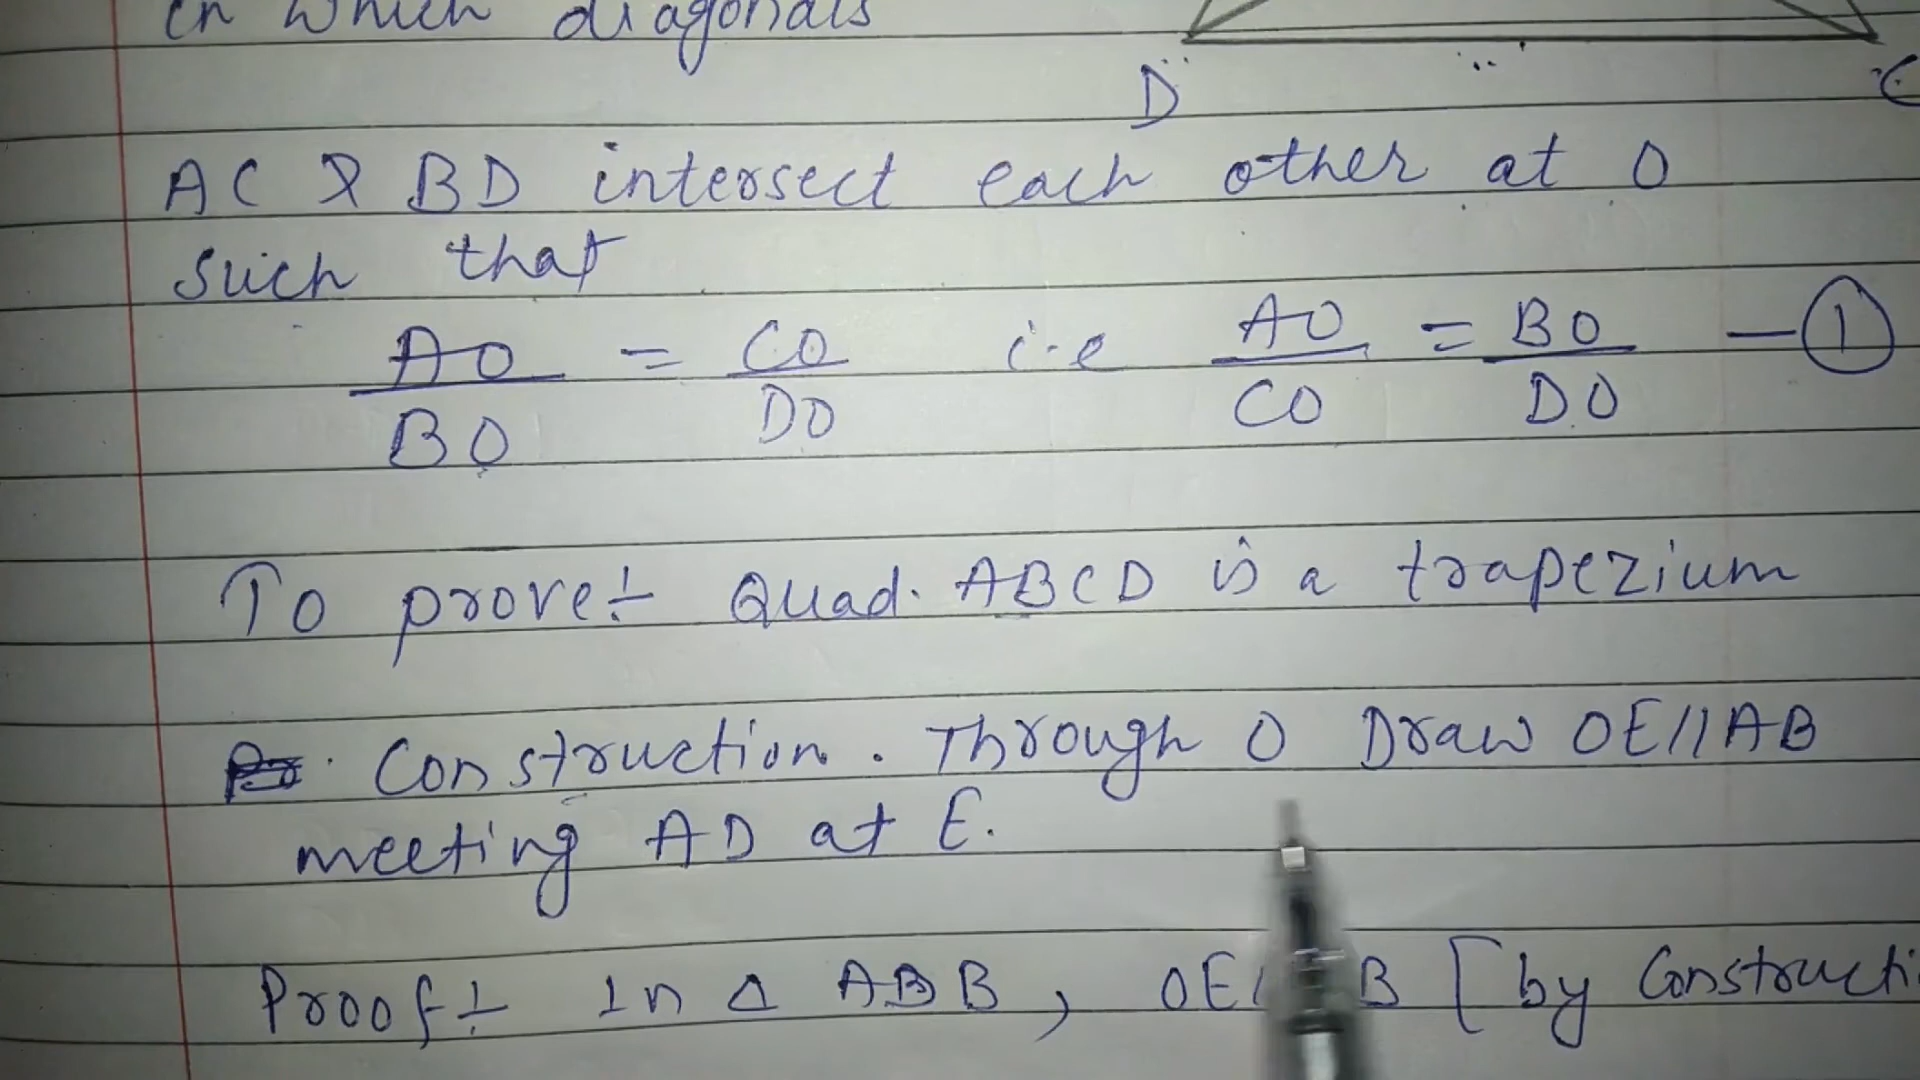 in which diagonals
D
C
AC & BD intersect each other at O
such that
AO/BO = CO/DO i.e AO/CO = BO/DO — ①
To prove:- Quad. ABCD is a trapezium
Construction. Through O Draw OE//AB
meeting AD at E.
Proof:- In Δ ADB, OE//AB [by Constructi